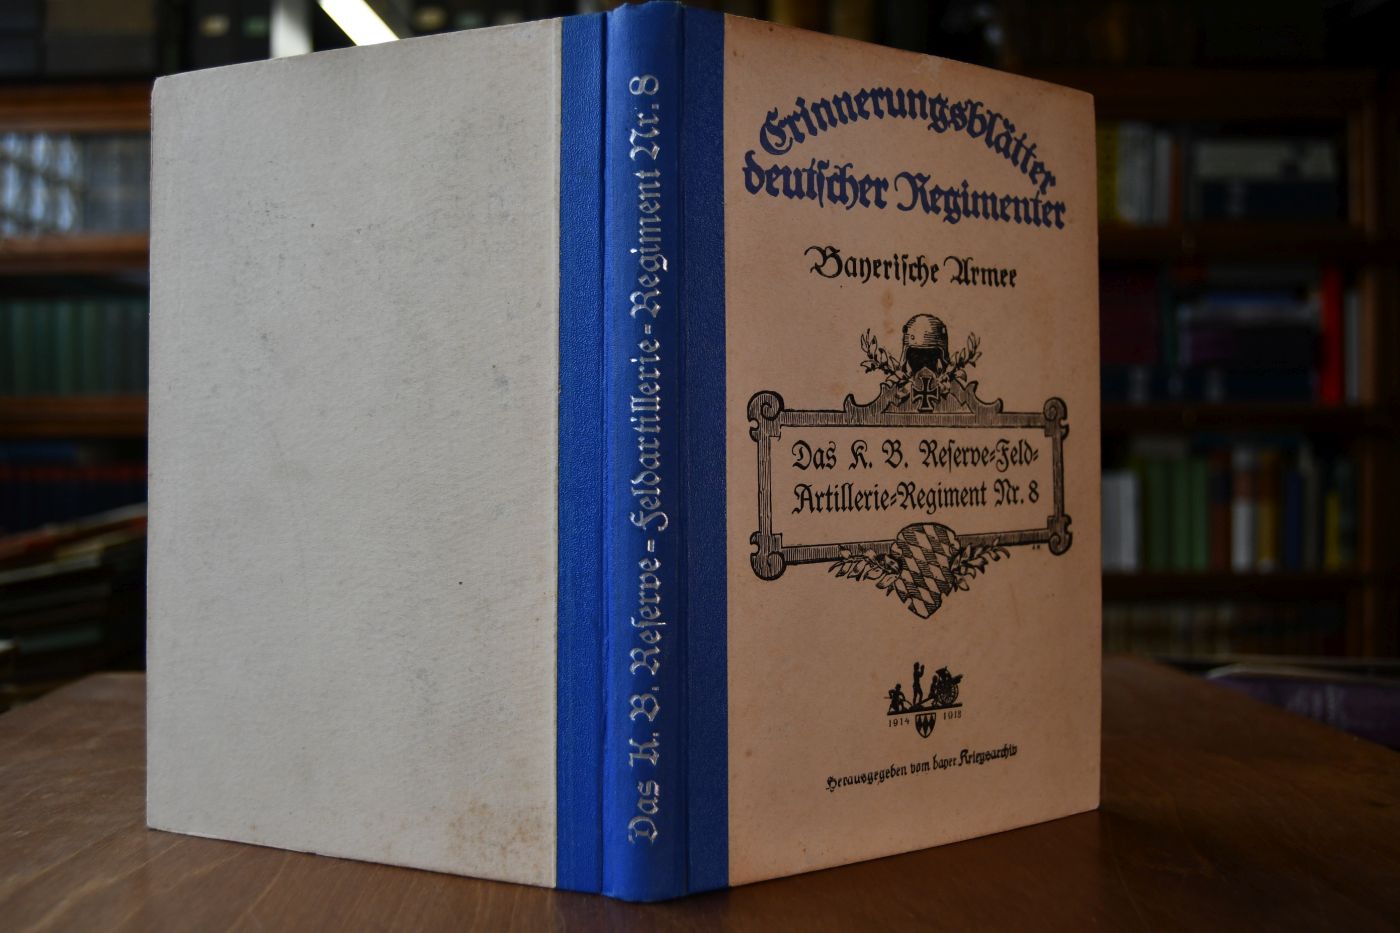 Das K. B. Reserve-Feldartillerie-Regiment Nr. 8
Erinnerungsblätter
deutscher Regimenter
Bayerische Armee
Das K. B. Reserve-Feld-
Artillerie-Regiment Nr. 8
1914 1918
Herausgegeben vom bayer Kriegsarchiv